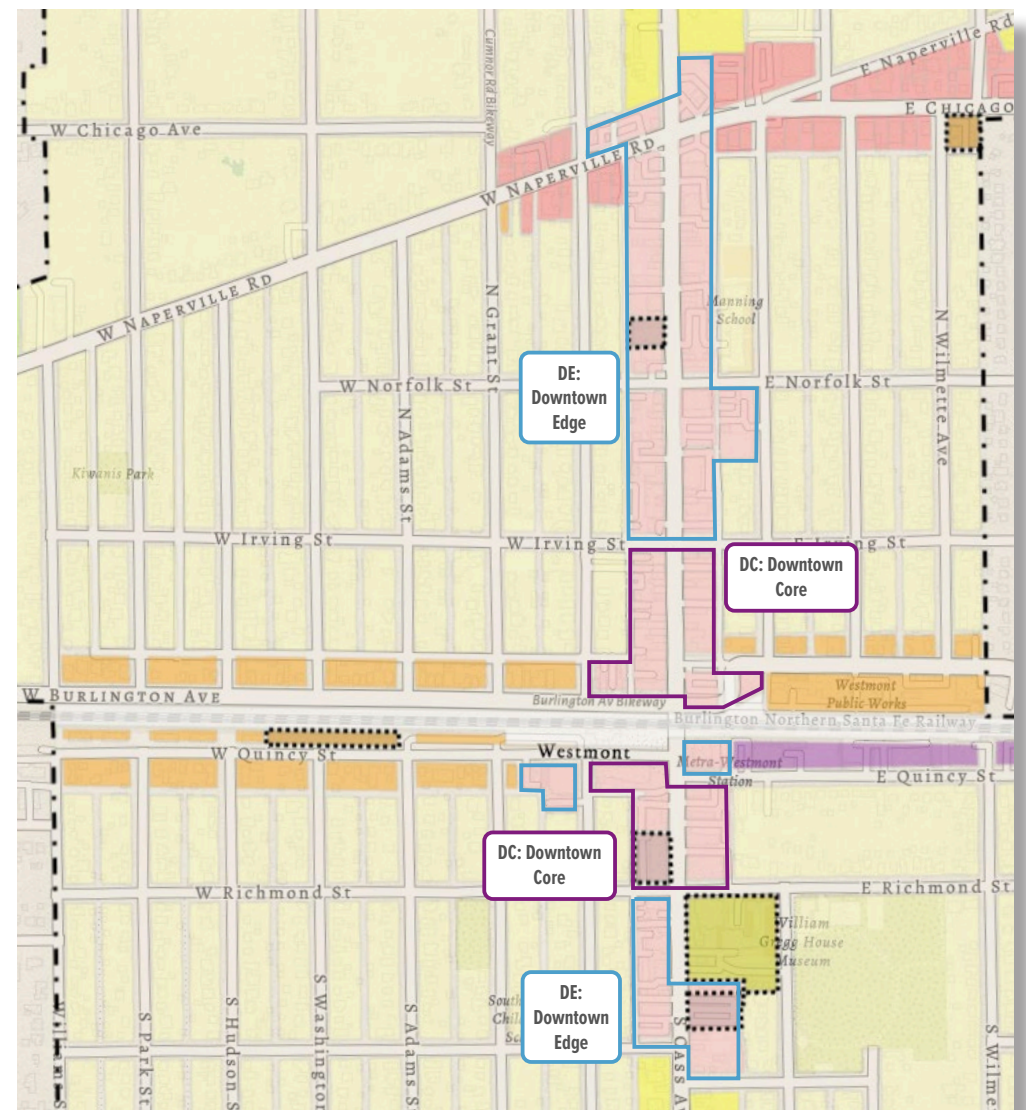 Cumnor Rd Bikeway
E Naperville Rd
E Chicago
W Chicago Ave
W Naperville Rd
W Naperville Rd
Manning
School
N Grant St
N Wilmette Ave
DE:
Downtown
Edge
W Norfolk St
E Norfolk St
N Adams St
Kiwanis Park
W Irving St
W Irving St
E Irving St
DC: Downtown
Core
Westmont
Public Works
W Burlington Ave
Burlington Av Bikeway
Burlington Northern Santa Fe Railway
W Quincy St
Westmont
Metra-Westmont
Station
E Quincy St
DC: Downtown
Core
W Richmond St
E Richmond St
William
Gregg House
Museum
DE:
Downtown
Edge
South
S Park St
S Hudson S
S Washington
S Adams S
S Cass A
S Wilme